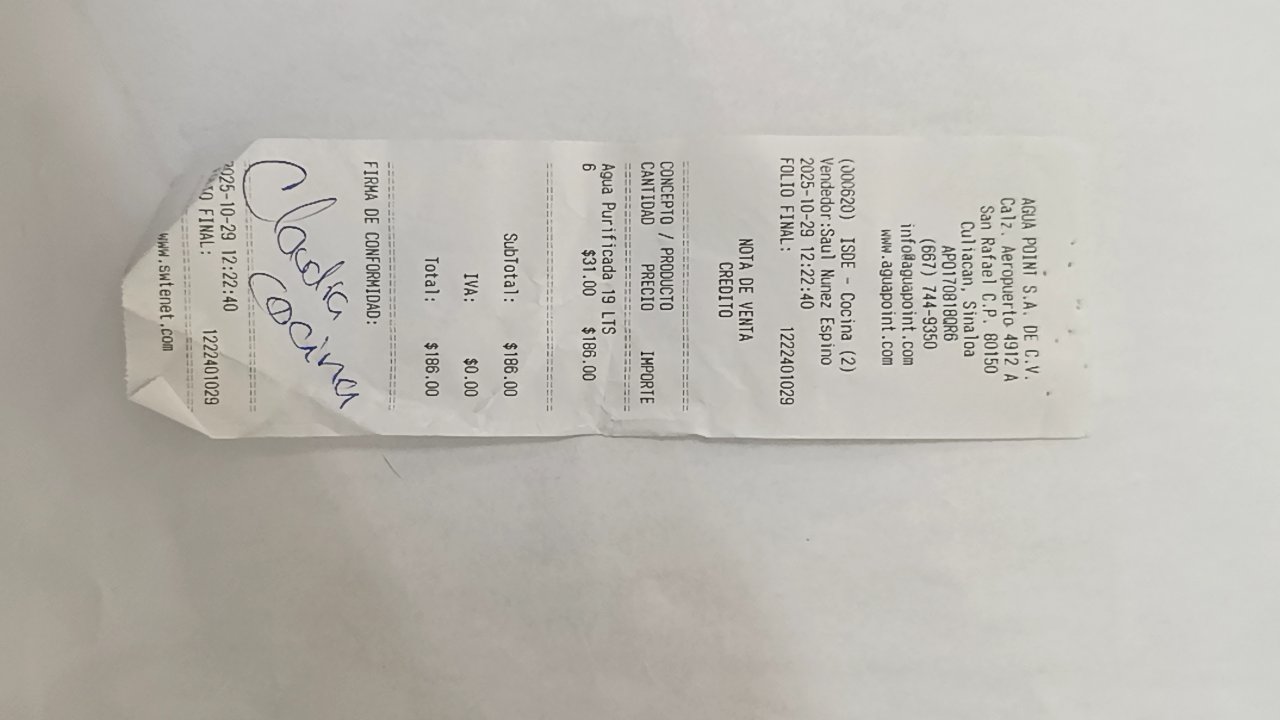 AGUA POINT S.A. DE C.V.
Calz. Aeropuerto 4912 A
San Rafael C.P. 80150
Culiacan, Sinaloa
APO170818QR6
(667) 744-9350
info@aguapoint.com
www.aguapoint.com
(000620) ISDE - Cocina (2)
Vendedor:Saul Nunez Espino
2025-10-29 12:22:40
FOLIO FINAL: 1222401029
NOTA DE VENTA
CREDITO
================================
CONCEPTO / PRODUCTO
CANTIDAD PRECIO IMPORTE
================================
Agua Purificada 19 LTS
6 $31.00 $186.00
================================
SubTotal: $186.00
IVA: $0.00
Total: $186.00
================================
FIRMA DE CONFORMIDAD:
Claudia
Cocina
================================
2025-10-29 12:22:40
FINAL: 1222401029
================================
www.swtenet.com